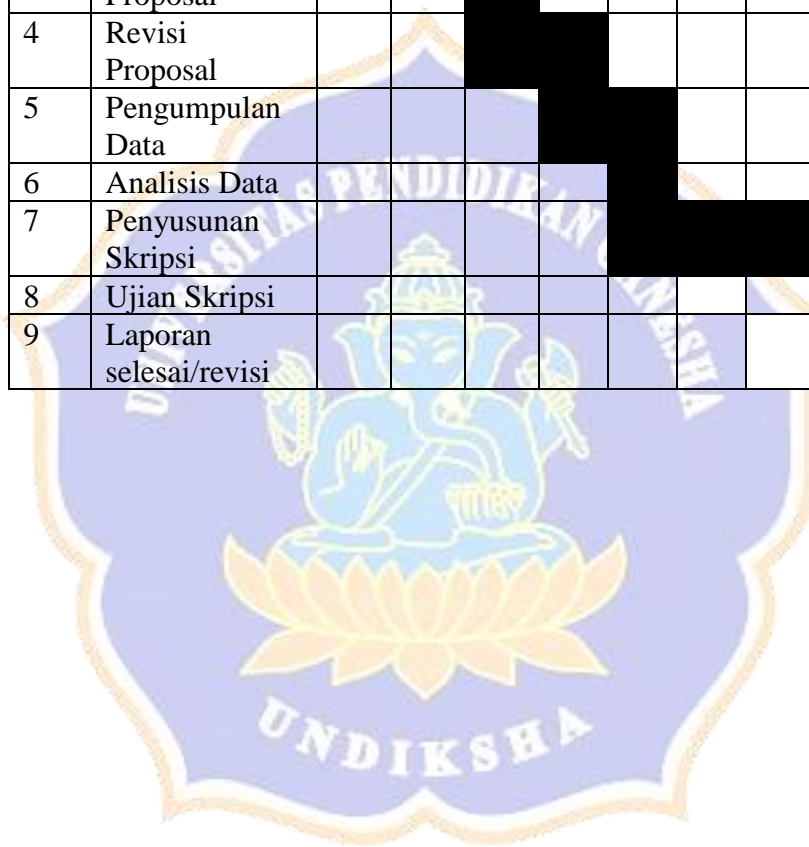 Proposal
4 Revisi
Proposal
5 Pengumpulan
Data
6 Analisis Data
7 Penyusunan
Skripsi
8 Ujian Skripsi
9 Laporan
selesai/revisi
UNIVERSITAS PENDIDIKAN GANESHA
UNDIKSHA